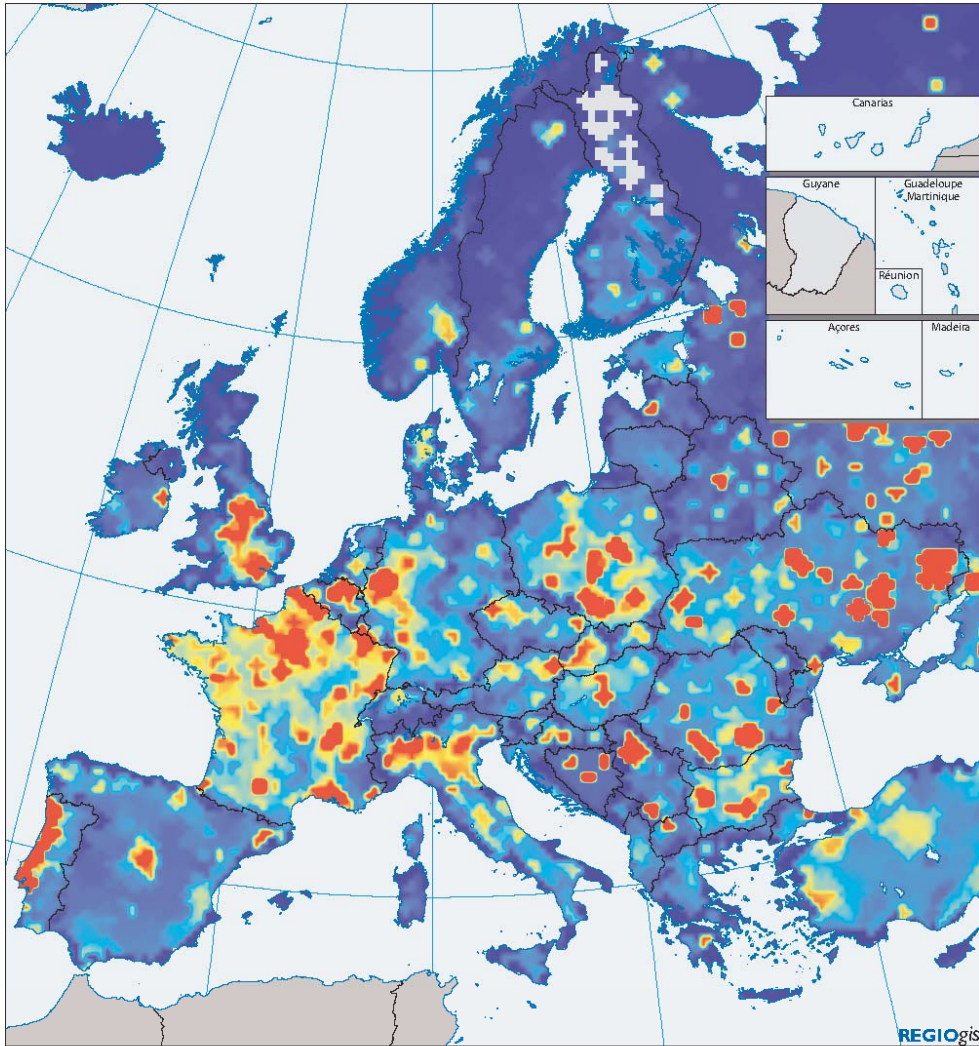 Canarias
Guyane
Guadeloupe
Martinique
Réunion
Açores
Madeira
REGIOgis